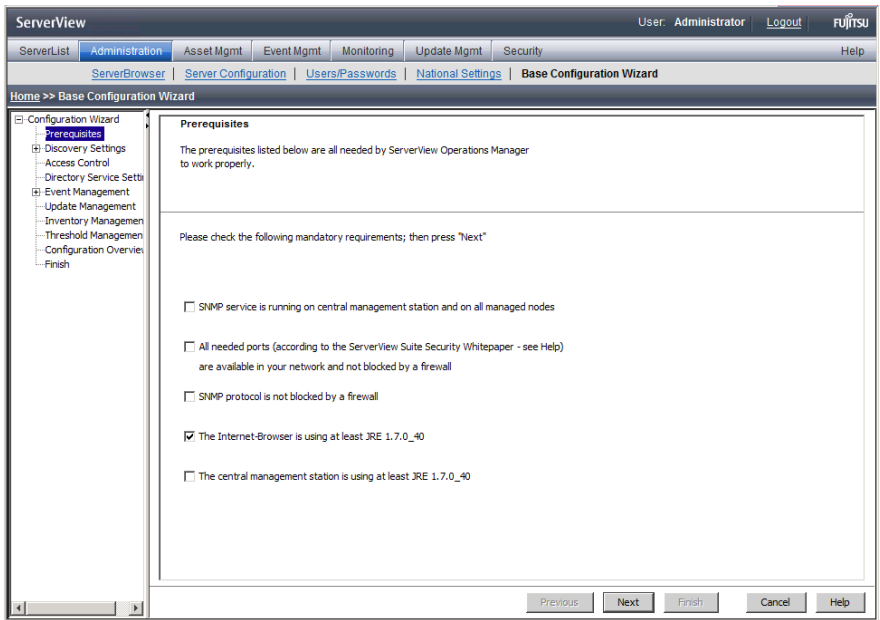 ServerView
User: Administrator Logout FUJITSU
ServerList Administration Asset Mgmt Event Mgmt Monitoring Update Mgmt Security Help
ServerBrowser | Server Configuration | Users/Passwords | National Settings | Base Configuration Wizard
Home >> Base Configuration Wizard
Configuration Wizard
Prerequisites
Discovery Settings
Access Control
Directory Service Setti
Event Management
Update Management
Inventory Managemen
Threshold Managemen
Configuration Overview
Finish
Prerequisites
The prerequisites listed below are all needed by ServerView Operations Manager
to work properly.
Please check the following mandatory requirements; then press "Next"
SNMP service is running on central management station and on all managed nodes
All needed ports (according to the ServerView Suite Security Whitepaper - see Help)
are available in your network and not blocked by a firewall
SNMP protocol is not blocked by a firewall
The Internet-Browser is using at least JRE 1.7.0_40
The central management station is using at least JRE 1.7.0_40
Previous Next Finish Cancel Help